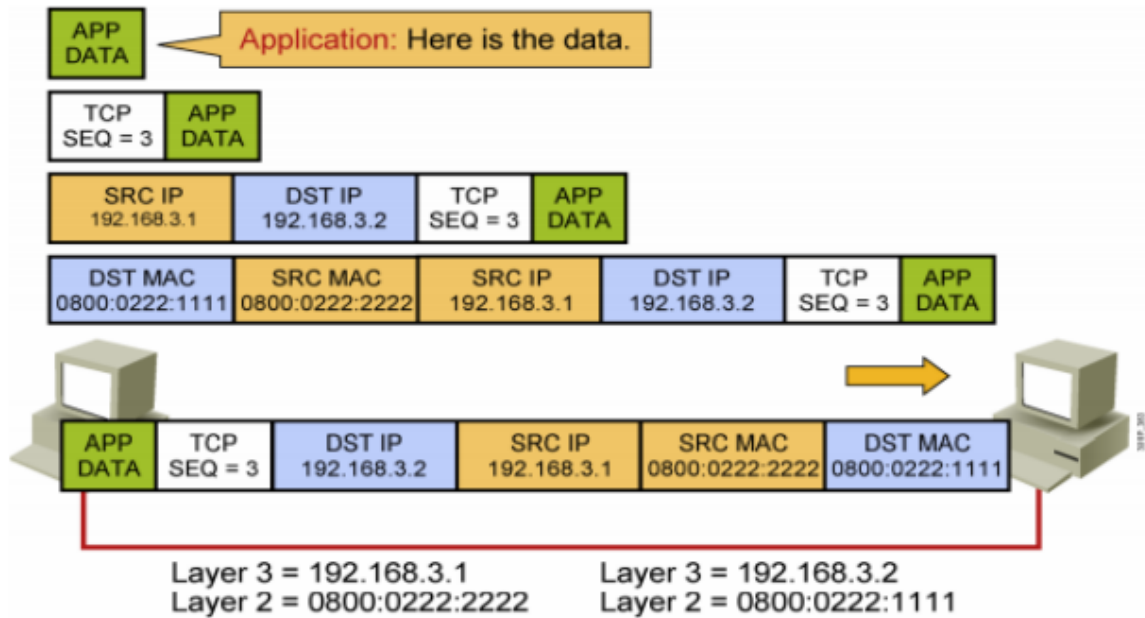 APP
DATA
Application: Here is the data.
TCP
SEQ = 3
APP
DATA
SRC IP
192.168.3.1
DST IP
192.168.3.2
TCP
SEQ = 3
APP
DATA
DST MAC
0800:0222:1111
SRC MAC
0800:0222:2222
SRC IP
192.168.3.1
DST IP
192.168.3.2
TCP
SEQ = 3
APP
DATA
APP
DATA
TCP
SEQ = 3
DST IP
192.168.3.2
SRC IP
192.168.3.1
SRC MAC
0800:0222:2222
DST MAC
0800:0222:1111
Layer 3 = 192.168.3.1
Layer 2 = 0800:0222:2222
Layer 3 = 192.168.3.2
Layer 2 = 0800:0222:1111